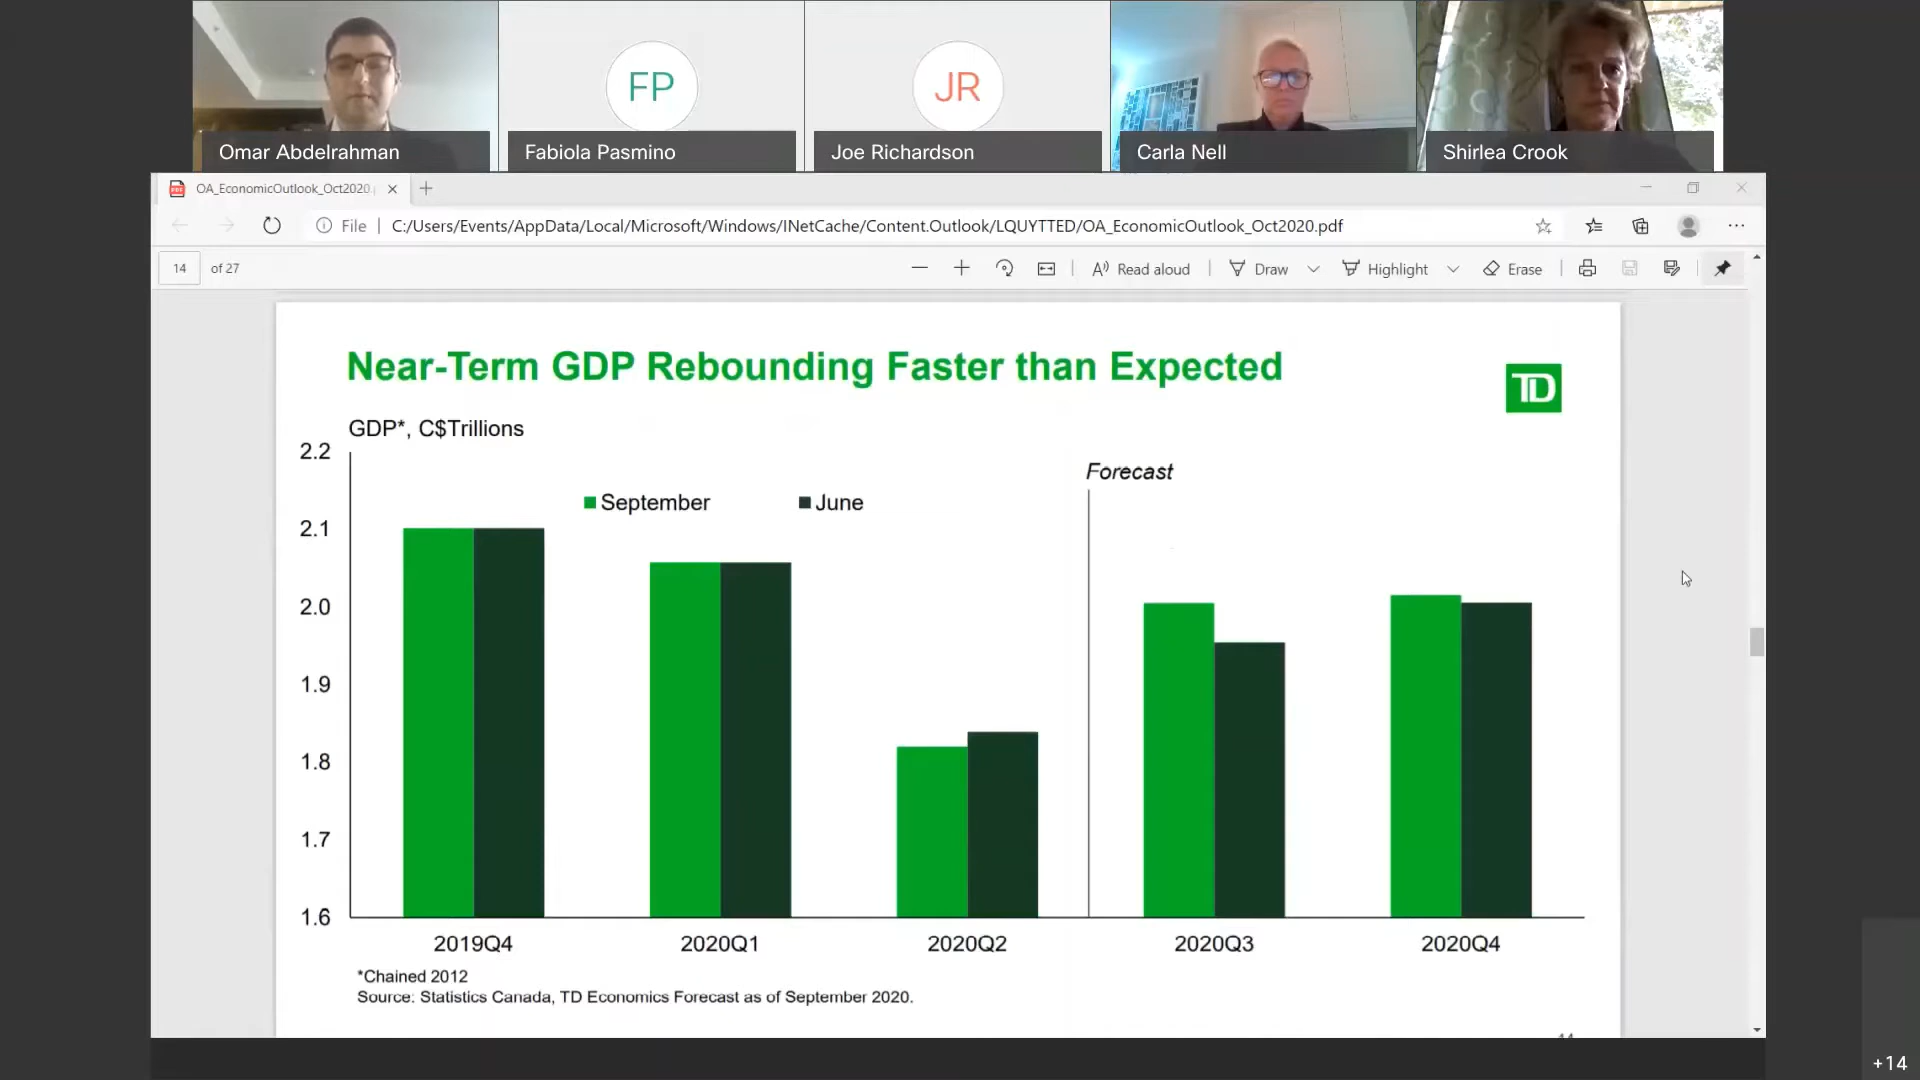 FP
JR
Omar Abdelrahman
Fabiola Pasmino
Joe Richardson
Carla Nell
Shirlea Crook
OA_EconomicOutlook_Oct2020
File
C:/Users/Events/AppData/Local/Microsoft/Windows/INetCache/Content.Outlook/LQUYTTED/OA_EconomicOutlook_Oct2020.pdf
14 of 27
Read aloud
Draw
Highlight
Erase
Near-Term GDP Rebounding Faster than Expected
TD
GDP*, C$Trillions
2.2
2.1
2.0
1.9
1.8
1.7
1.6
September
June
Forecast
2019Q4
2020Q1
2020Q2
2020Q3
2020Q4
*Chained 2012
Source: Statistics Canada, TD Economics Forecast as of September 2020.
+14